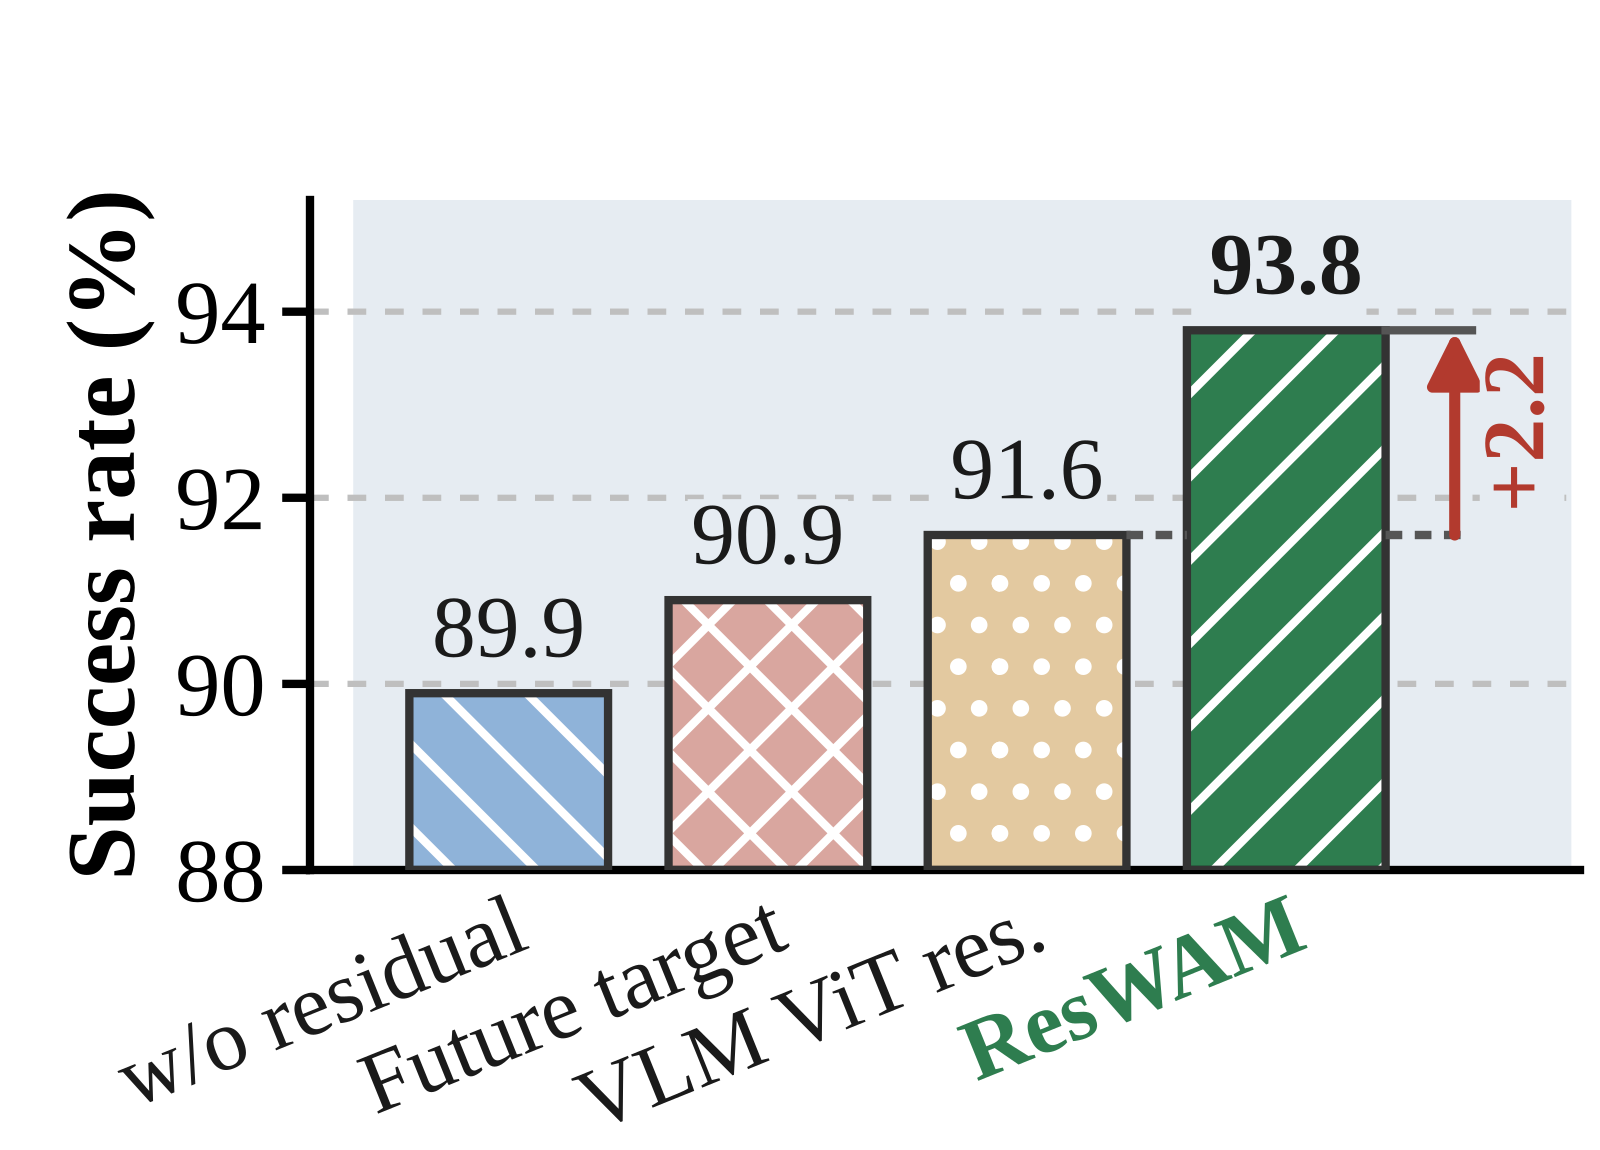 Success rate (%)
94
92
90
88
89.9
90.9
91.6
93.8
+2.2
w/o residual
Future target
VLM ViT res.
ResWAM